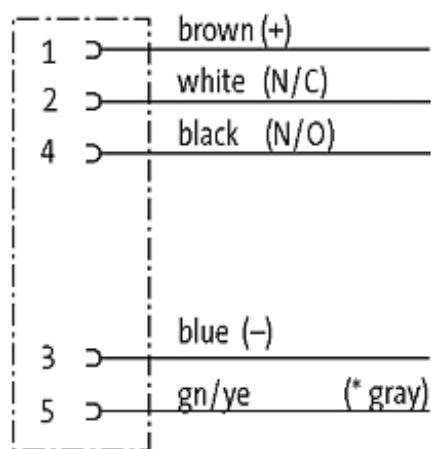 1 brown (+)
2 white (N/C)
4 black (N/O)
3 blue (–)
5 gn/ye (* gray)